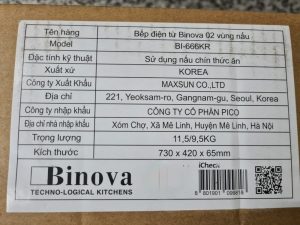 Tên hàng Bếp điện từ Binova 02 vùng nấu
Model BI-666KR
Đặc tính kỹ thuật Sử dụng nấu chín thức ăn
Xuất xứ KOREA
Công ty Xuất Khẩu MAXSUN CO.,LTD
Địa chỉ 221, Yeoksam-ro, Gangnam-gu, Seoul, Korea
Công ty nhập khẩu CÔNG TY CỔ PHẦN PICO
Địa chỉ nhà nhập khẩu Xóm Chợ, Xã Mê Linh, Huyện Mê Linh, Hà Nội
Trọng lượng 11,5/9,5KG
Kích thước 730 x 420 x 65mm
iCheck
Binova
TECHNO-LOGICAL KITCHENS